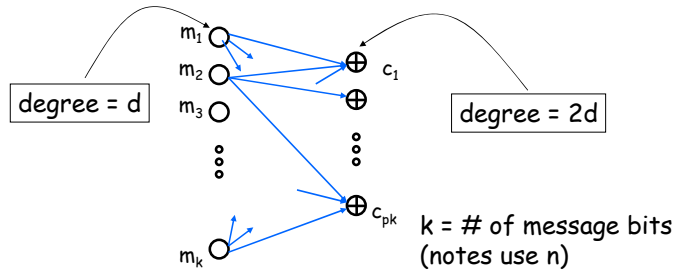 m1
m2
m3
mk
degree = d
c1
cpk
degree = 2d
k = # of message bits
(notes use n)